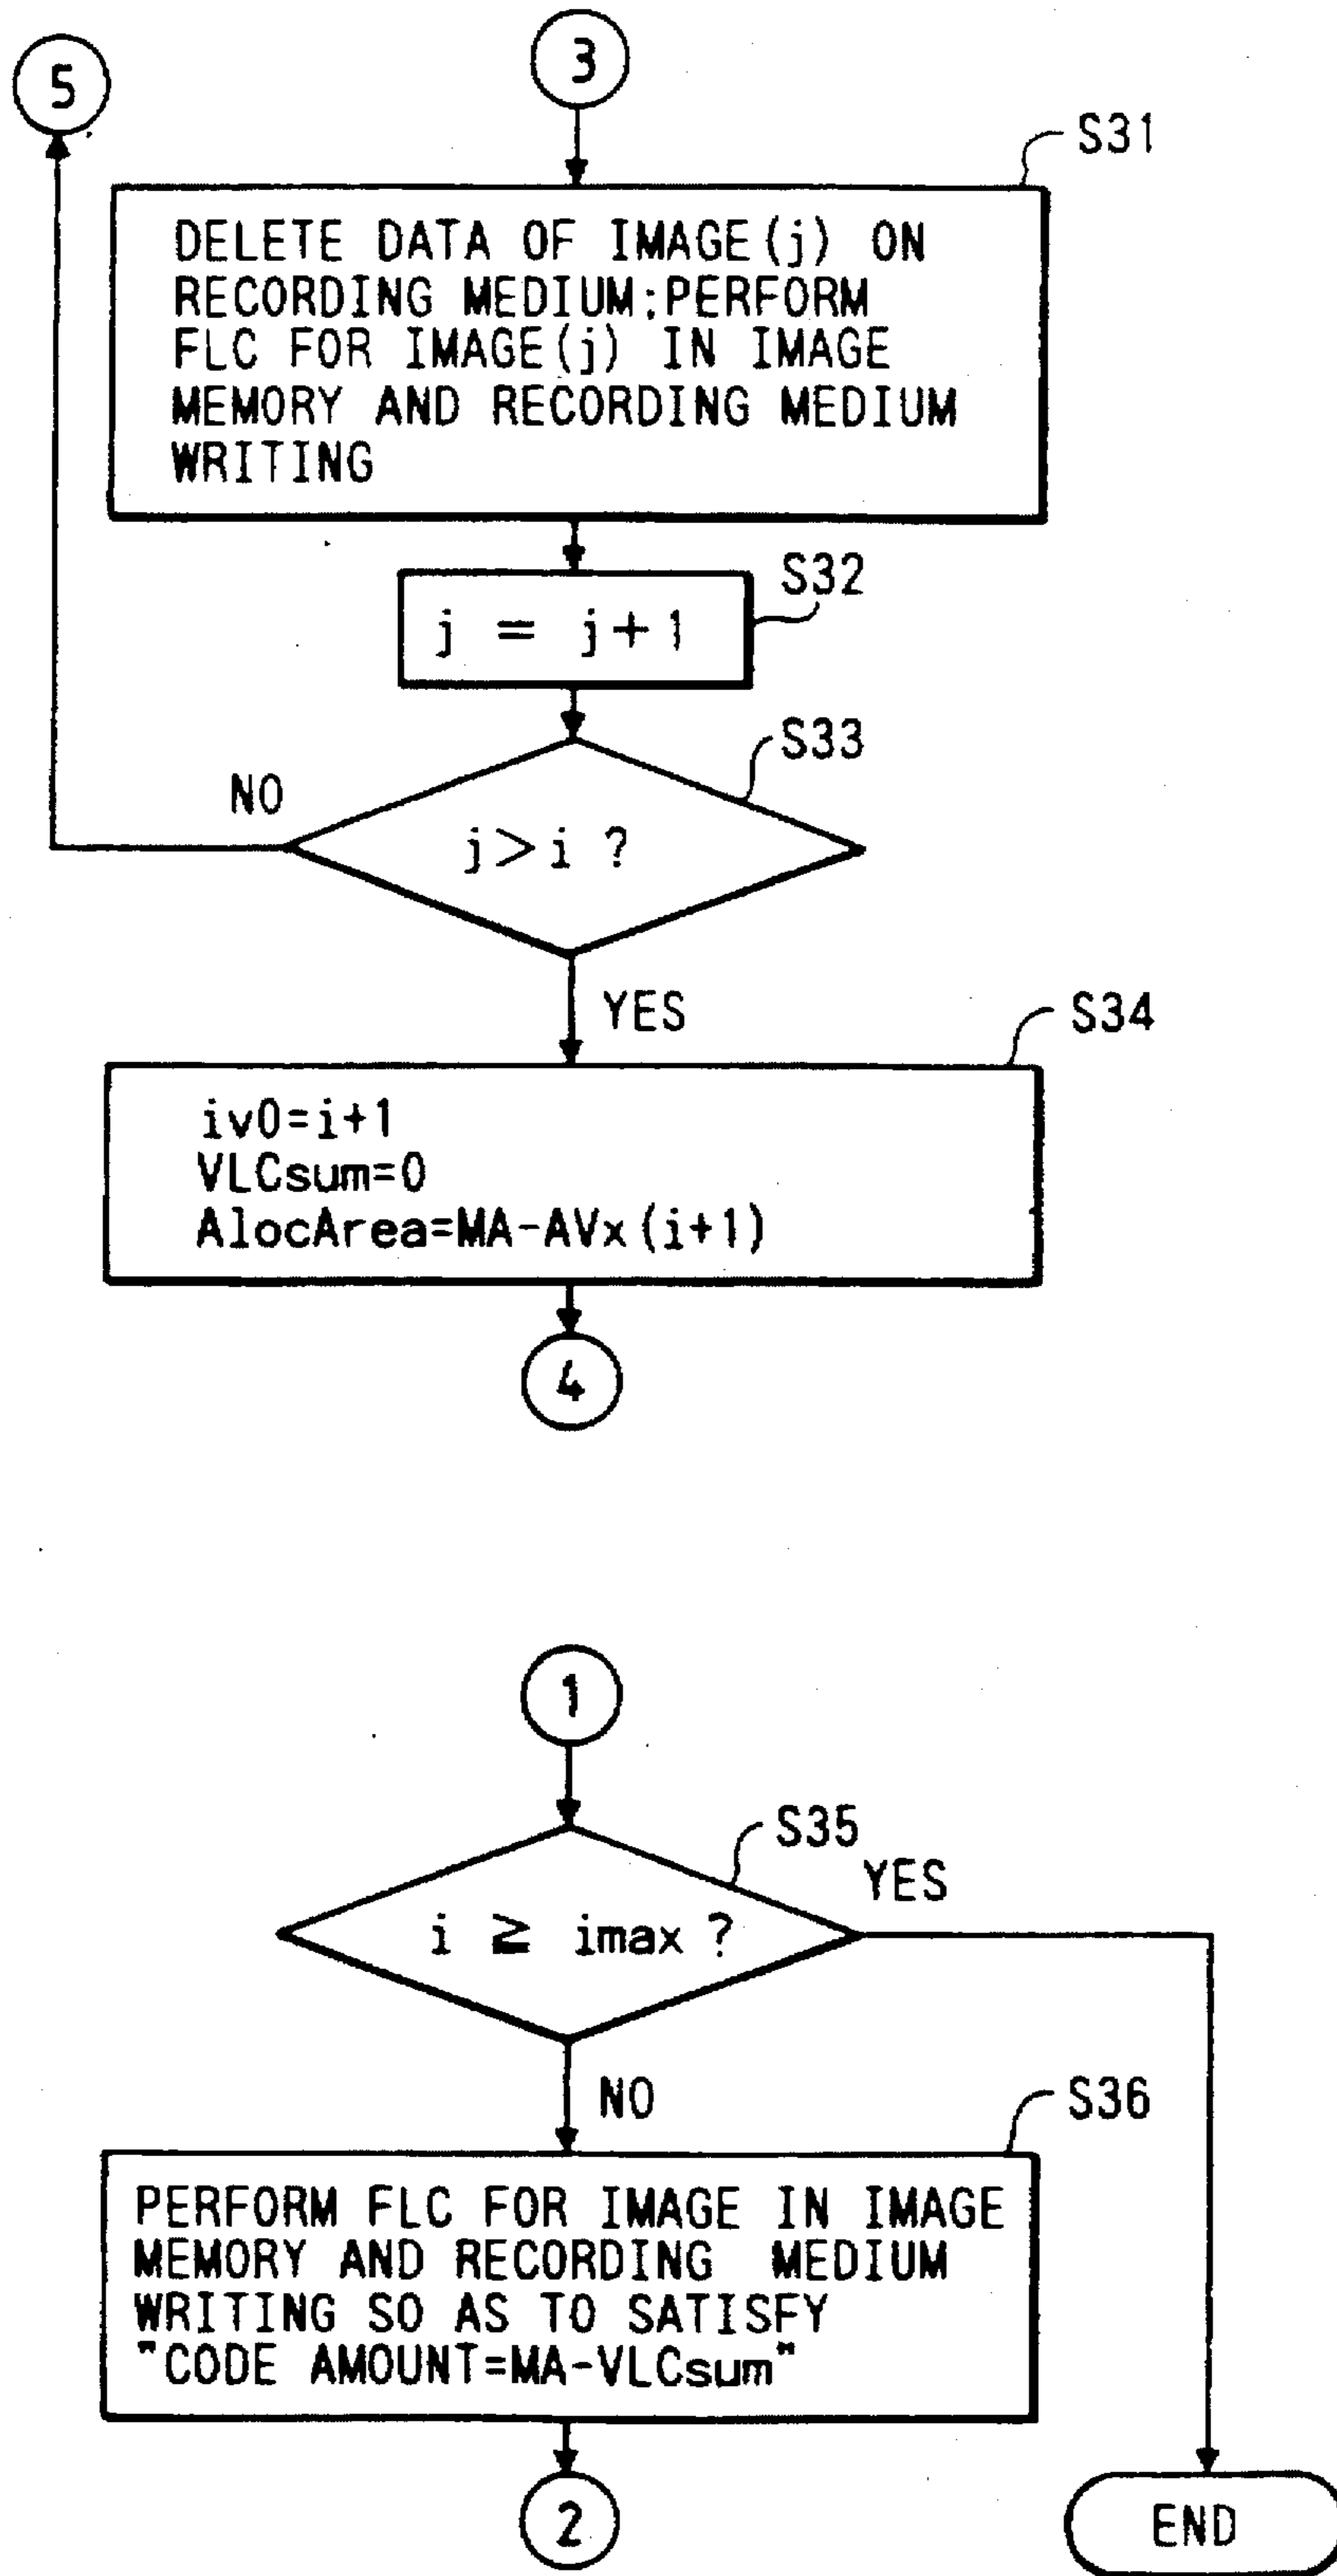 5
3
S31
DELETE DATA OF IMAGE(j) ON
RECORDING MEDIUM:PERFORM
FLC FOR IMAGE(j) IN IMAGE
MEMORY AND RECORDING MEDIUM
WRITING
S32
j = j+1
S33
NO
j>i ?
YES
S34
iv0=i+1
VLCsum=0
AlocArea=MA-AVx(i+1)
4
1
S35
YES
i ≧ imax ?
NO
S36
PERFORM FLC FOR IMAGE IN IMAGE
MEMORY AND RECORDING MEDIUM
WRITING SO AS TO SATISFY
"CODE AMOUNT=MA-VLCsum"
2
END